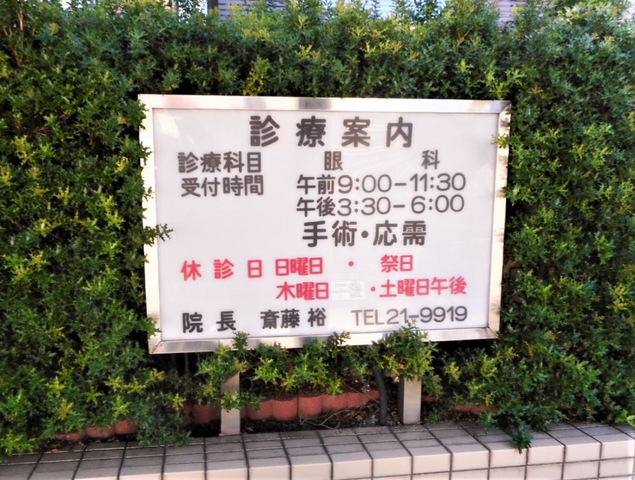 診療案内
診療科目 眼科
受付時間 午前9:00-11:30
午後3:30-6:00
手術・応需
休診日 日曜日・祭日
木曜日・土曜日午後
院長 斎藤裕 TEL21-9919